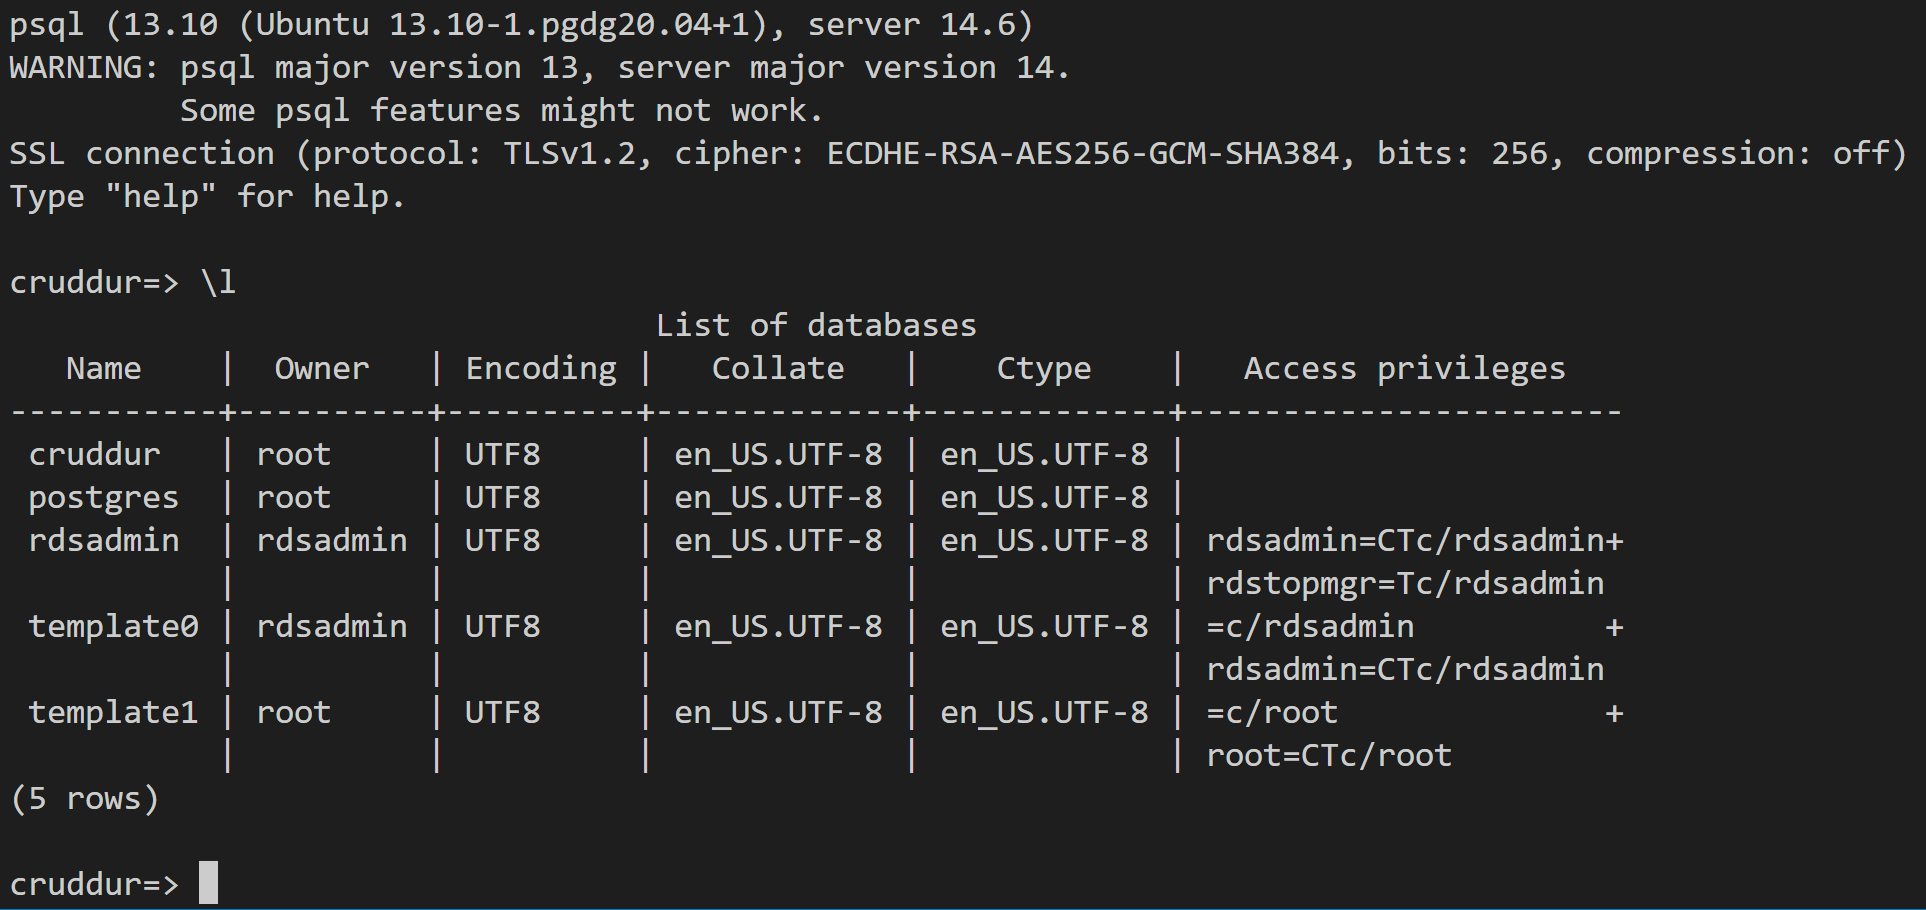 psql (13.10 (Ubuntu 13.10-1.pgdg20.04+1), server 14.6)
WARNING: psql major version 13, server major version 14.
         Some psql features might not work.
SSL connection (protocol: TLSv1.2, cipher: ECDHE-RSA-AES256-GCM-SHA384, bits: 256, compression: off)
Type "help" for help.

cruddur=> \l
                                  List of databases
   Name    |  Owner   | Encoding |   Collate   |    Ctype    |   Access privileges
-----------+----------+----------+-------------+-------------+-----------------------
 cruddur   | root     | UTF8     | en_US.UTF-8 | en_US.UTF-8 |
 postgres  | root     | UTF8     | en_US.UTF-8 | en_US.UTF-8 |
 rdsadmin  | rdsadmin | UTF8     | en_US.UTF-8 | en_US.UTF-8 | rdsadmin=CTc/rdsadmin+
           |          |          |             |             | rdstopmgr=Tc/rdsadmin
 template0 | rdsadmin | UTF8     | en_US.UTF-8 | en_US.UTF-8 | =c/rdsadmin          +
           |          |          |             |             | rdsadmin=CTc/rdsadmin
 template1 | root     | UTF8     | en_US.UTF-8 | en_US.UTF-8 | =c/root              +
           |          |          |             |             | root=CTc/root
(5 rows)

cruddur=>